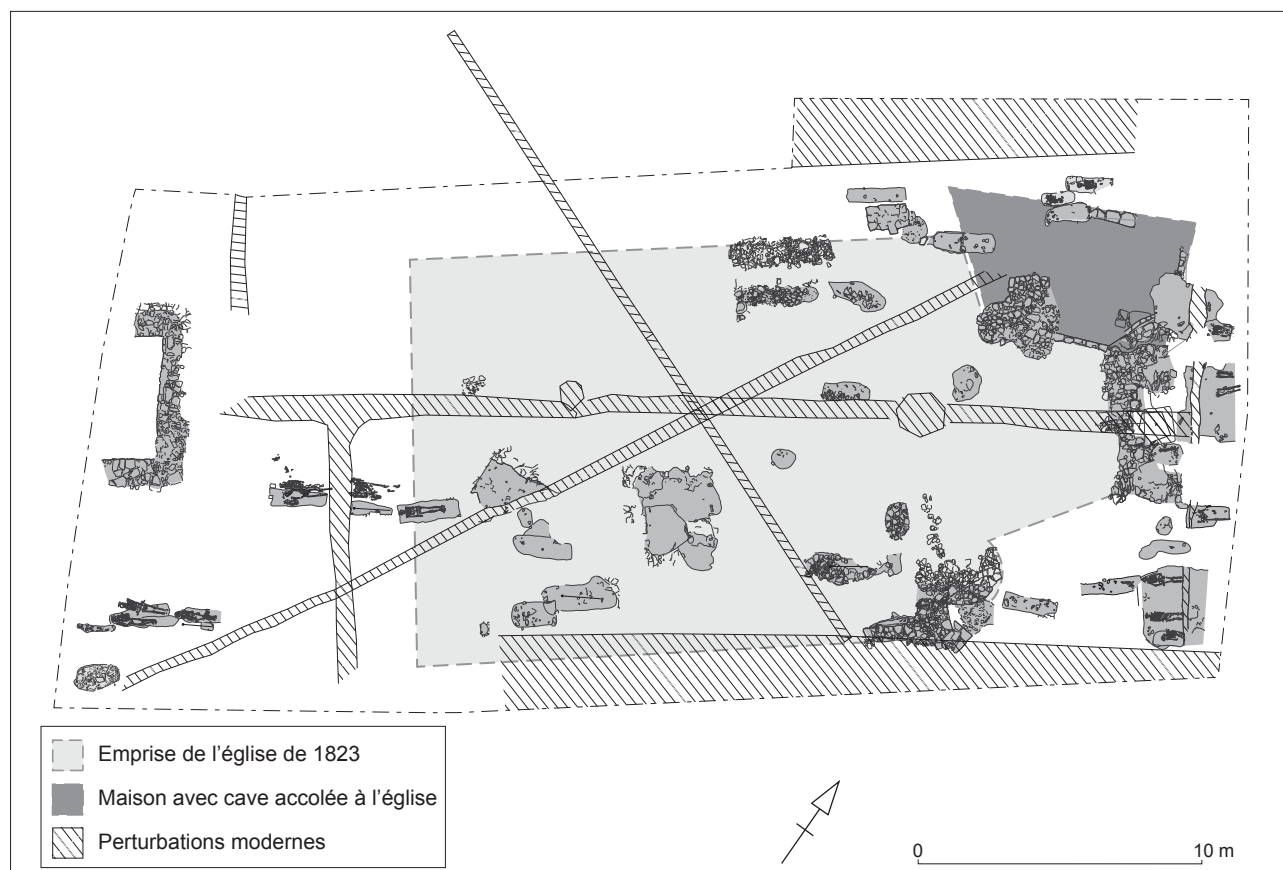 Emprise de l'église de 1823
Maison avec cave accolée à l'église
Perturbations modernes
0 10 m